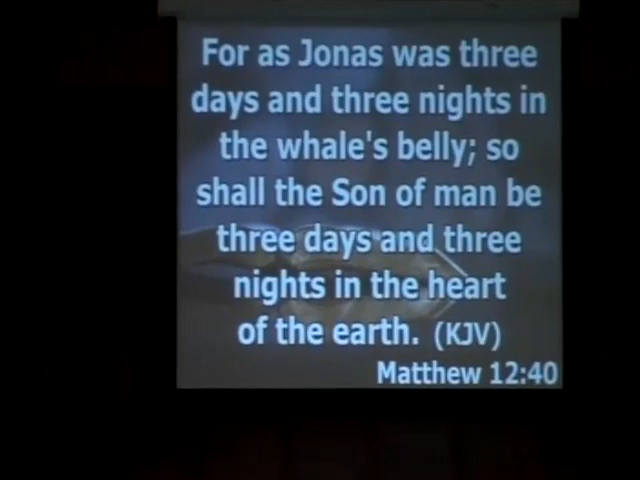 For as Jonas was three
days and three nights in
the whale's belly; so
shall the Son of man be
three days and three
nights in the heart
of the earth. (KJV)
Matthew 12:40